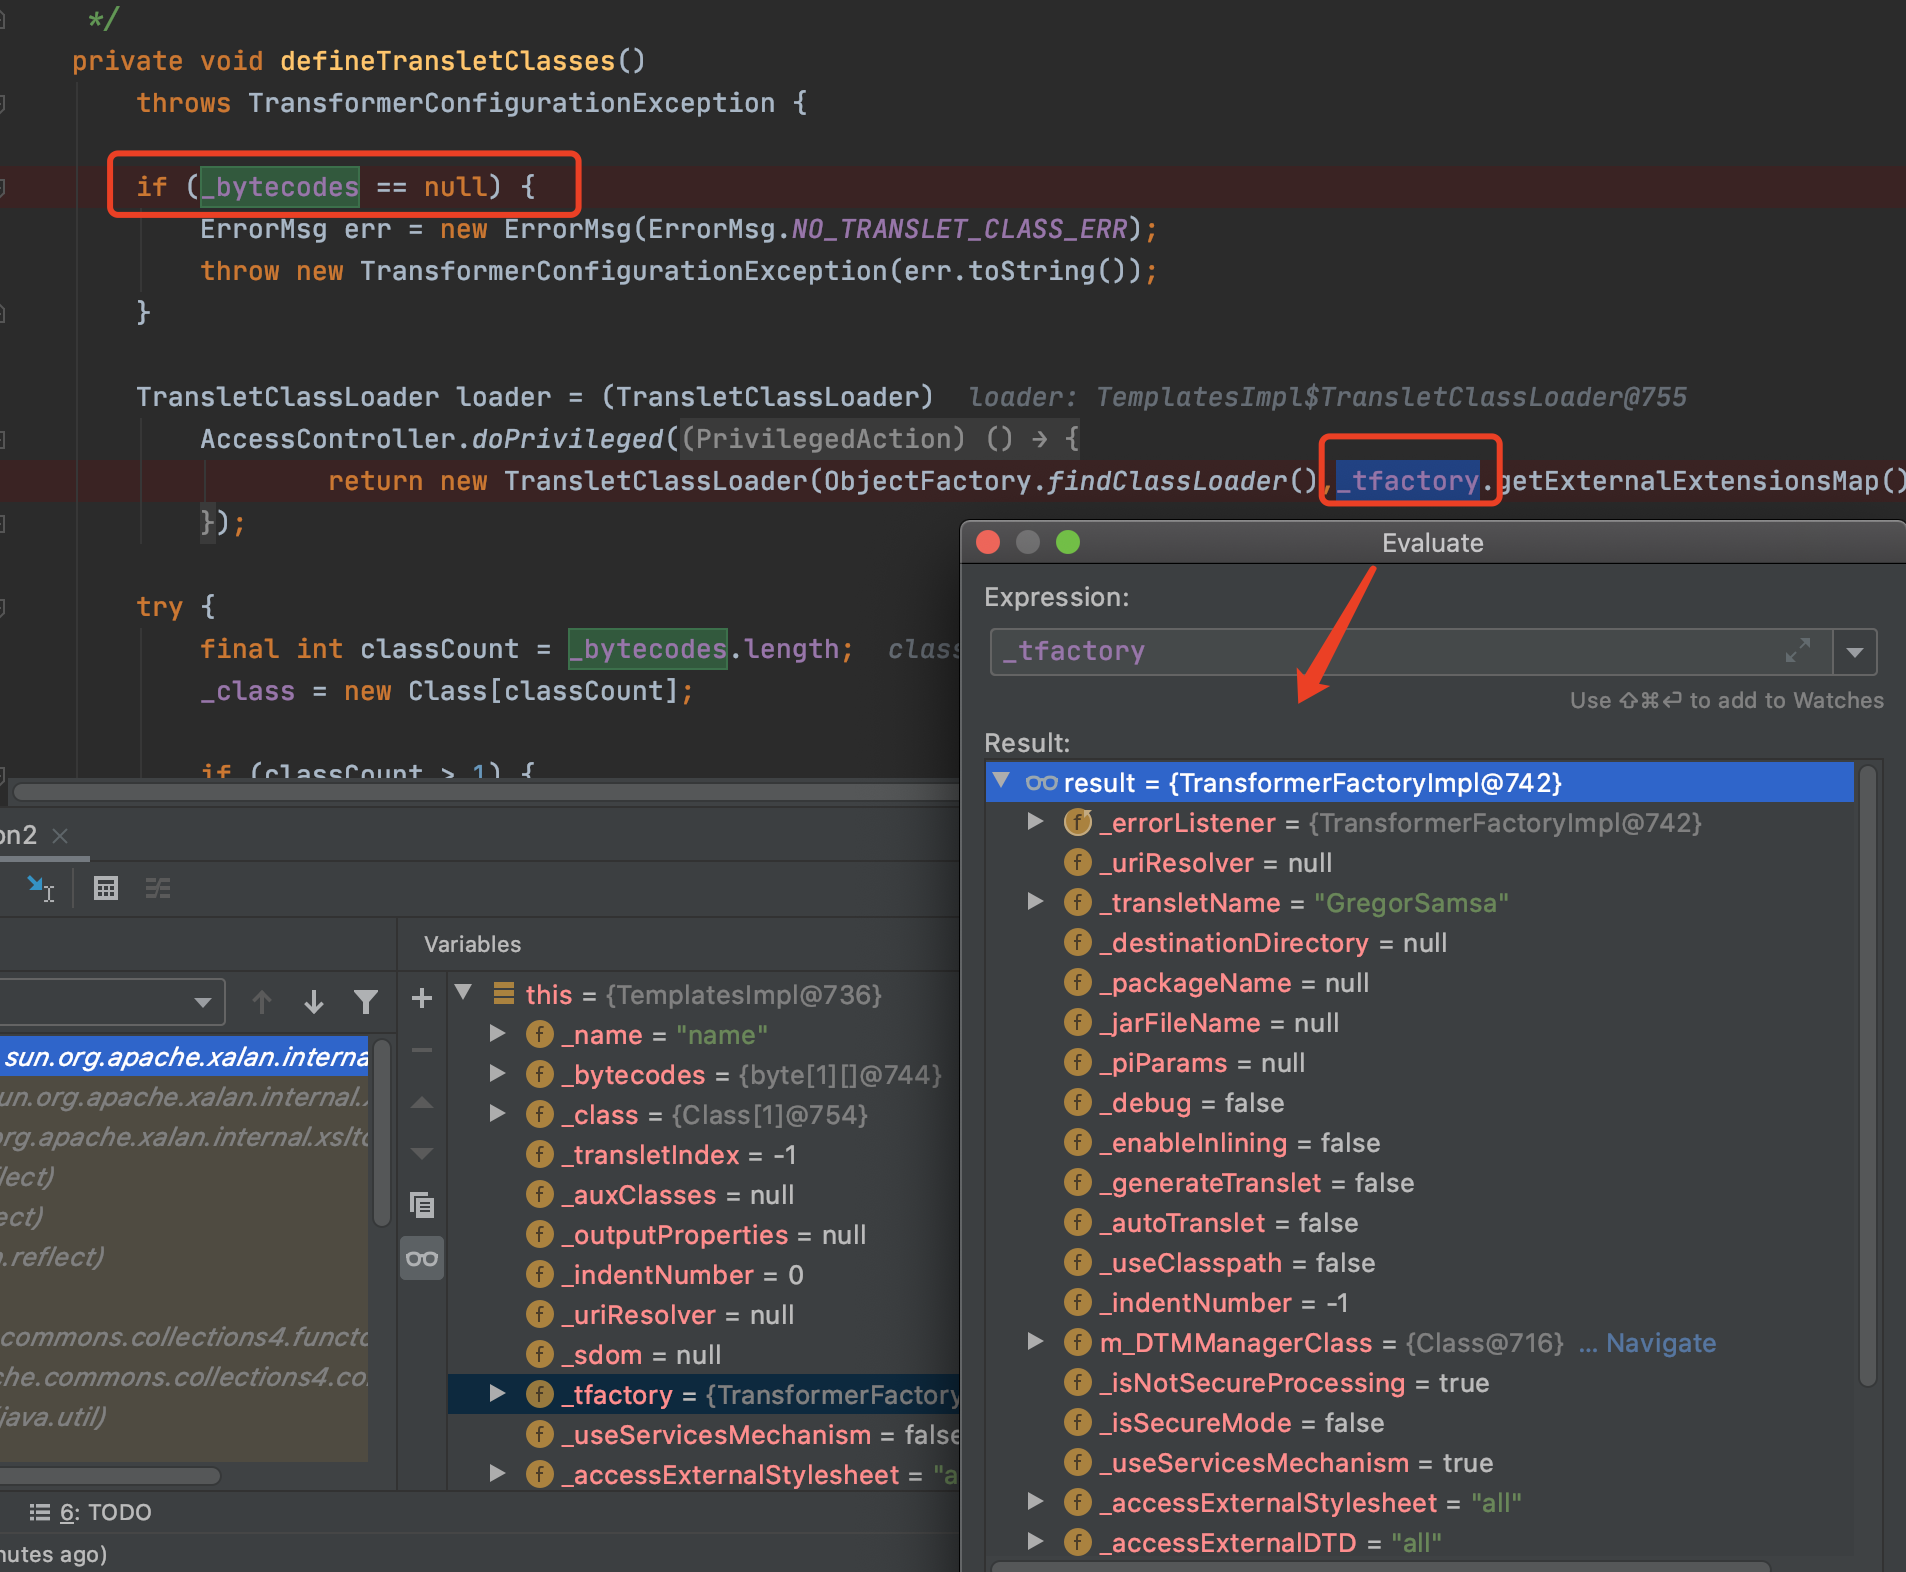 */
private void defineTransletClasses()
throws TransformerConfigurationException {
if (_bytecodes == null) {
ErrorMsg err = new ErrorMsg(ErrorMsg.NO_TRANSLET_CLASS_ERR);
throw new TransformerConfigurationException(err.toString());
}
TransletClassLoader loader = (TransletClassLoader) loader: TemplatesImpl$TransletClassLoader@755
AccessController.doPrivileged((PrivilegedAction) () → {
return new TransletClassLoader(ObjectFactory.findClassLoader(),_tfactory.getExternalExtensionsMap()
});
try {
final int classCount = _bytecodes.length; class
_class = new Class[classCount];
if (classCount > 1) {
on2
Variables
this = {TemplatesImpl@736}
_name = "name"
_bytecodes = {byte[1][]@744}
_class = {Class[1]@754}
_transletIndex = -1
_auxClasses = null
_outputProperties = null
_indentNumber = 0
_uriResolver = null
_sdom = null
_tfactory = {TransformerFactory
_useServicesMechanism = false
_accessExternalStylesheet = "a
sun.org.apache.xalan.interna
un.org.apache.xalan.internal.
org.apache.xalan.internal.xsltc
lect)
ect)
.reflect)
commons.collections4.functo
che.commons.collections4.co
java.util)
6: TODO
nutes ago)
Evaluate
Expression:
_tfactory
Use ⇧⌘⏎ to add to Watches
Result:
result = {TransformerFactoryImpl@742}
_errorListener = {TransformerFactoryImpl@742}
_uriResolver = null
_transletName = "GregorSamsa"
_destinationDirectory = null
_packageName = null
_jarFileName = null
_piParams = null
_debug = false
_enableInlining = false
_generateTranslet = false
_autoTranslet = false
_useClasspath = false
_indentNumber = -1
m_DTMManagerClass = {Class@716} ... Navigate
_isNotSecureProcessing = true
_isSecureMode = false
_useServicesMechanism = true
_accessExternalStylesheet = "all"
_accessExternalDTD = "all"